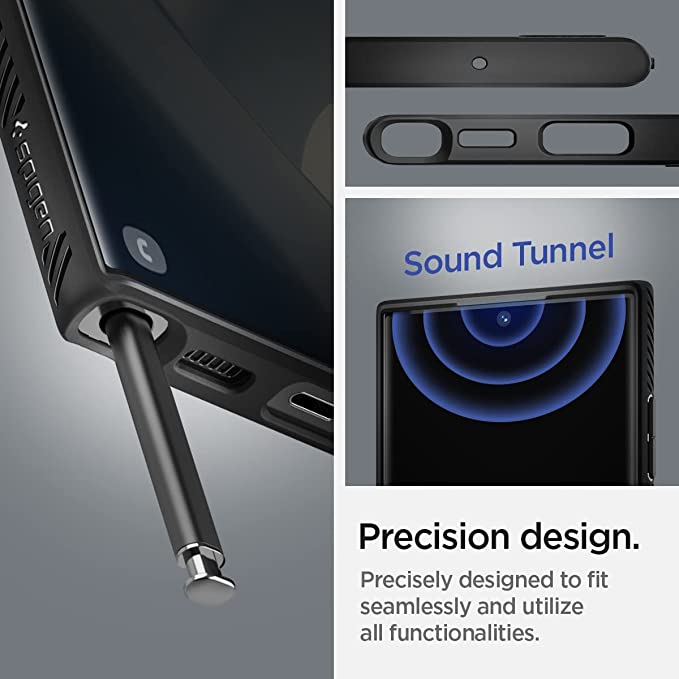 spigen
Sound Tunnel
Precision design.
Precisely designed to fit
seamlessly and utilize
all functionalities.